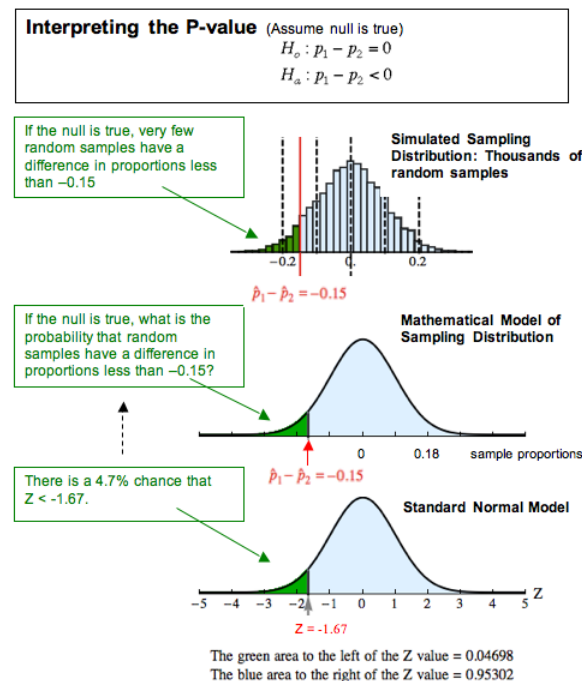 Interpreting the P-value (Assume null is true)
H₀ : p₁ − p₂ = 0
Hₐ : p₁ − p₂ < 0
If the null is true, very few
random samples have a
difference in proportions less
than –0.15
Simulated Sampling
Distribution: Thousands of
random samples
−0.2 0. 0.2
p̂₁ − p̂₂ = −0.15
If the null is true, what is the
probability that random
samples have a difference in
proportions less than –0.15?
Mathematical Model of
Sampling Distribution
0 0.18 sample proportions
p̂₁ − p̂₂ = −0.15
There is a 4.7% chance that
Z < -1.67.
Standard Normal Model
-5 -4 -3 -2 -1 0 1 2 3 4 5 Z
Z = -1.67
The green area to the left of the Z value = 0.04698
The blue area to the right of the Z value = 0.95302